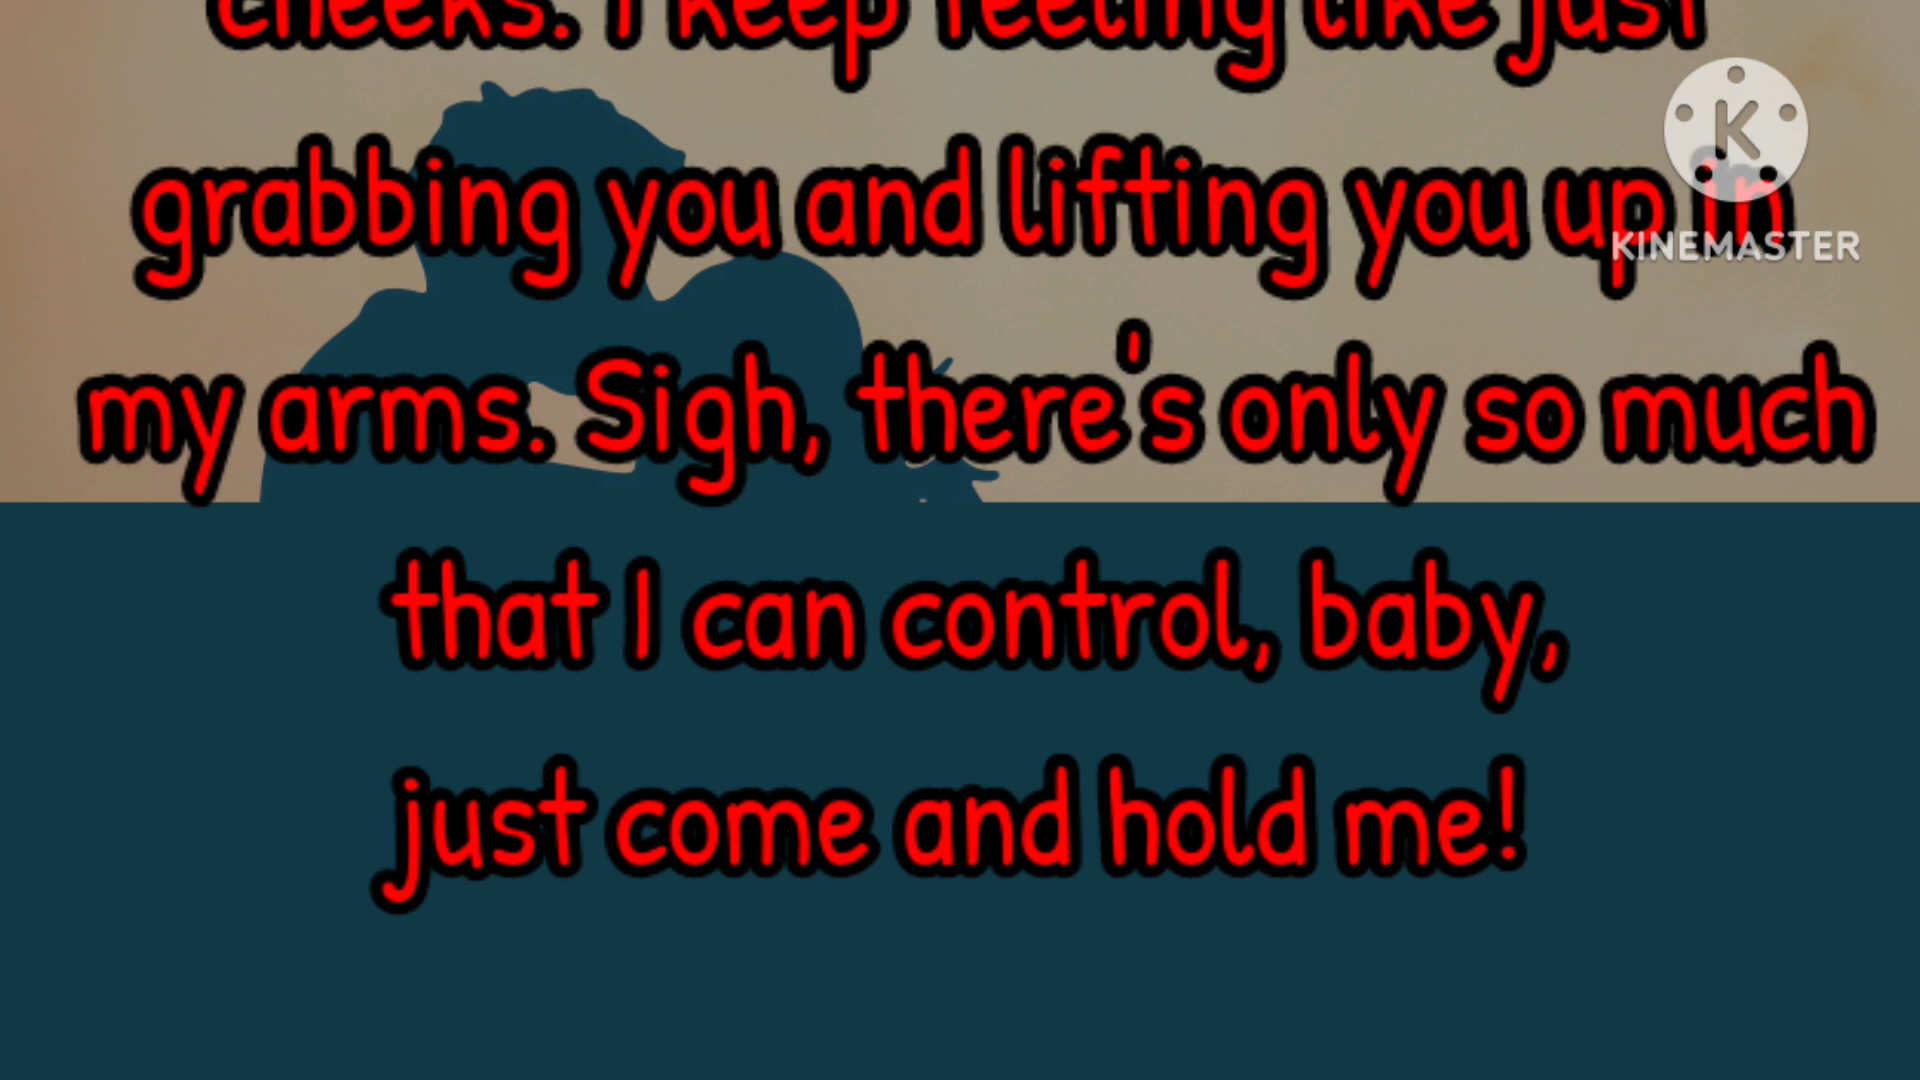 cheeks. I keep feeling like just
grabbing you and lifting you up in
KINEMASTER
my arms. Sigh, there's only so much
that I can control, baby,
just come and hold me!